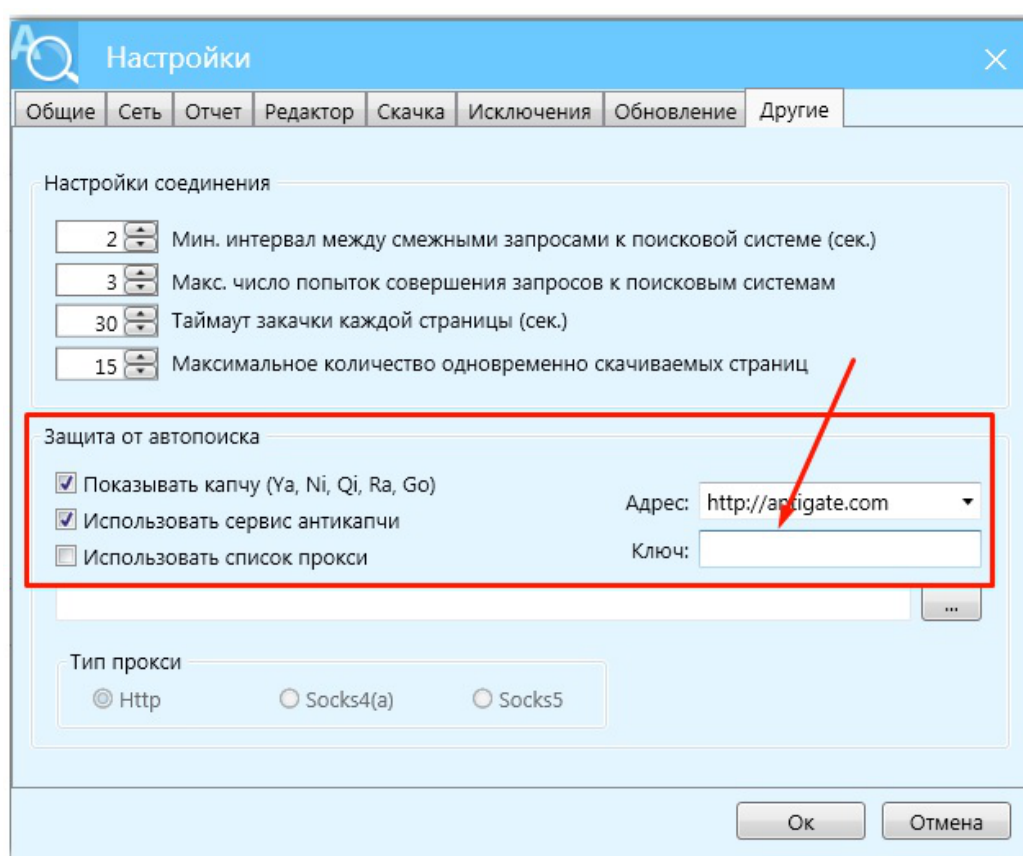 A
Настройки
Общие Сеть Отчет Редактор Скачка Исключения Обновление Другие
Настройки соединения
2 Мин. интервал между смежными запросами к поисковой системе (сек.)
3 Макс. число попыток совершения запросов к поисковым системам
30 Таймаут закачки каждой страницы (сек.)
15 Максимальное количество одновременно скачиваемых страниц
Защита от автопоиска
Показывать капчу (Ya, Ni, Qi, Ra, Go)
Адрес: http://antigate.com
Использовать сервис антикапчи
Ключ:
Использовать список прокси
...
Тип прокси
Http Socks4(a) Socks5
Ок Отмена